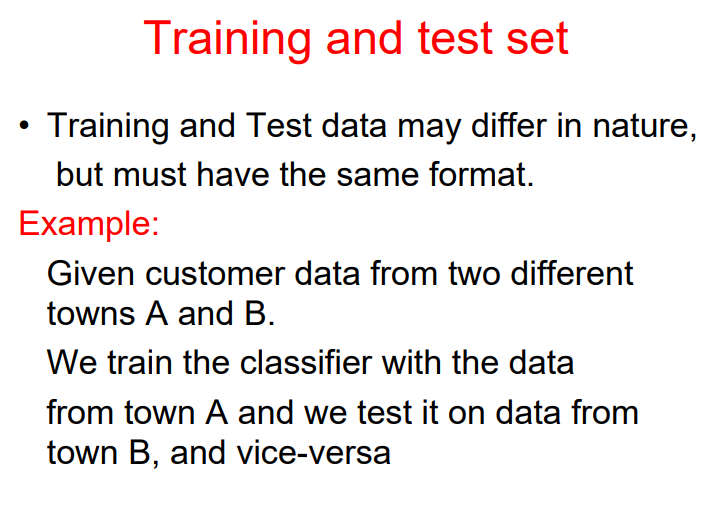 Training and test set
• Training and Test data may differ in nature,
but must have the same format.
Example:
Given customer data from two different
towns A and B.
We train the classifier with the data
from town A and we test it on data from
town B, and vice-versa